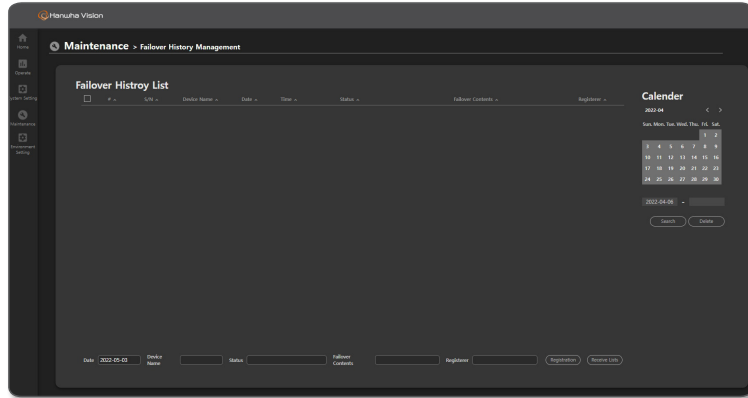 Hanwha Vision
Home
Operate
System Setting
Maintenance
Environment
Setting
Maintenance > Failover History Management
Failover Histroy List
# S/N Device Name Date Time Status Failover Contents Registerer
Calender
2022-04 < >
Sun. Mon. Tue. Wed. Thu. Fri. Sat.
1 2
3 4 5 6 7 8 9
10 11 12 13 14 15 16
17 18 19 20 21 22 23
24 25 26 27 28 29 30
2022-04-06 -
Search Delete
Date 2022-05-03 Device Name Status Failover Contents Registerer Registration Receive Lists